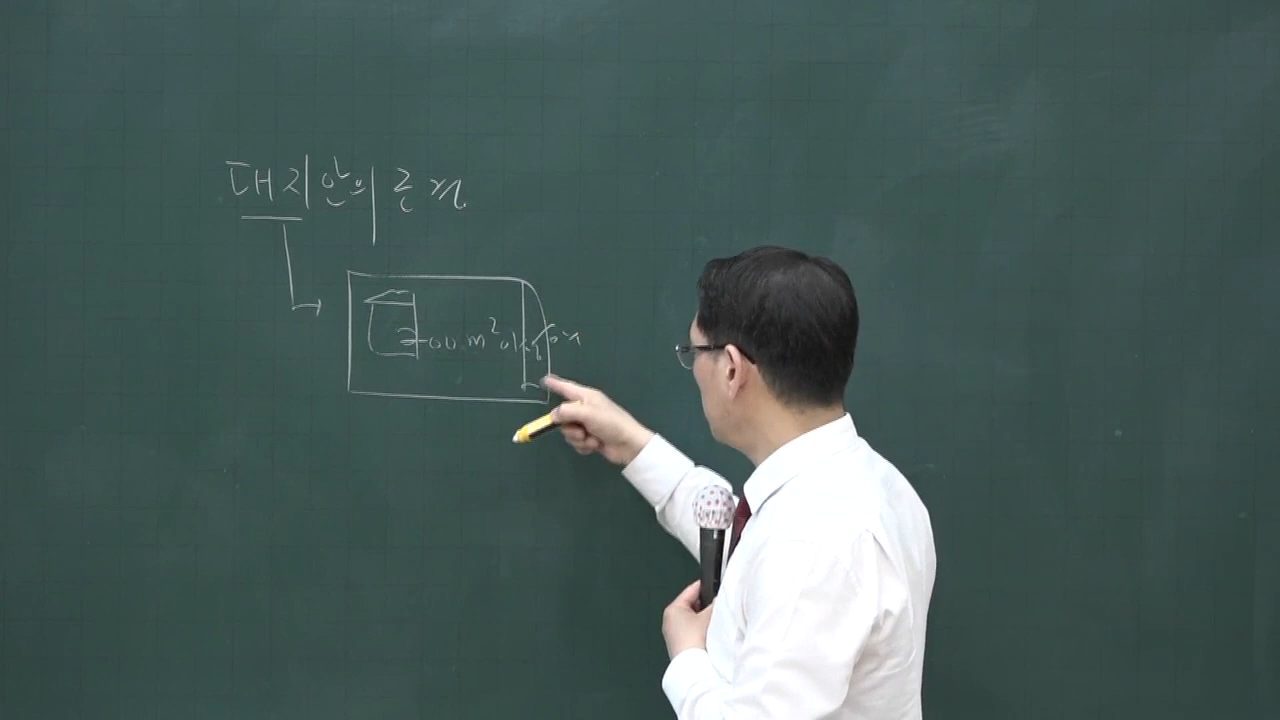 대지안의 조경
200m² 이상